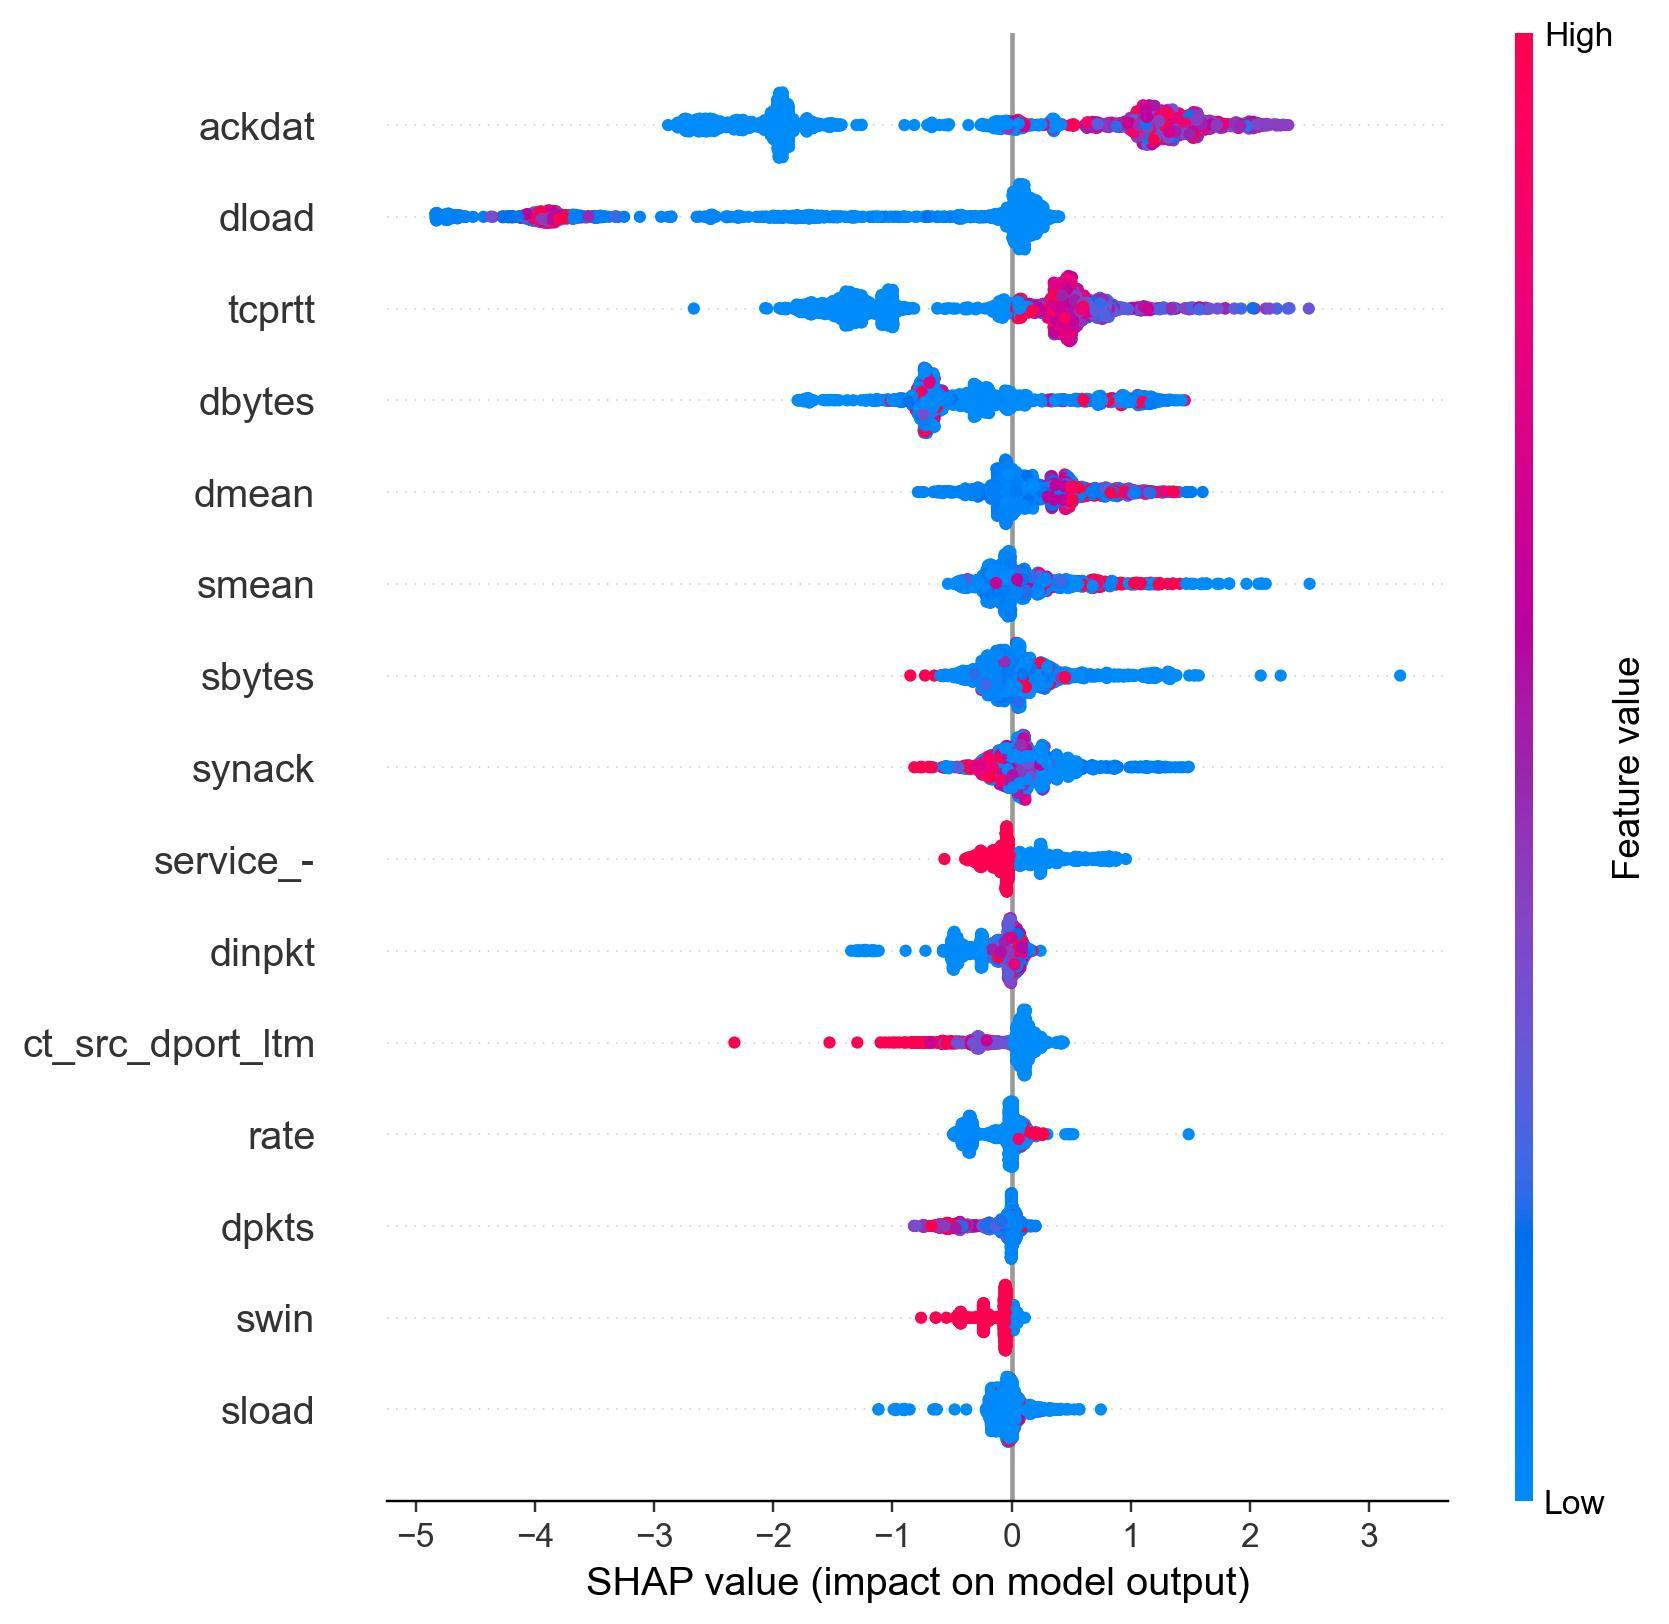 High
ackdat
dload
tcprtt
dbytes
dmean
smean
sbytes
synack
service_-
dinpkt
ct_src_dport_ltm
rate
dpkts
swin
sload
Feature value
Low
−5 −4 −3 −2 −1 0 1 2 3
SHAP value (impact on model output)